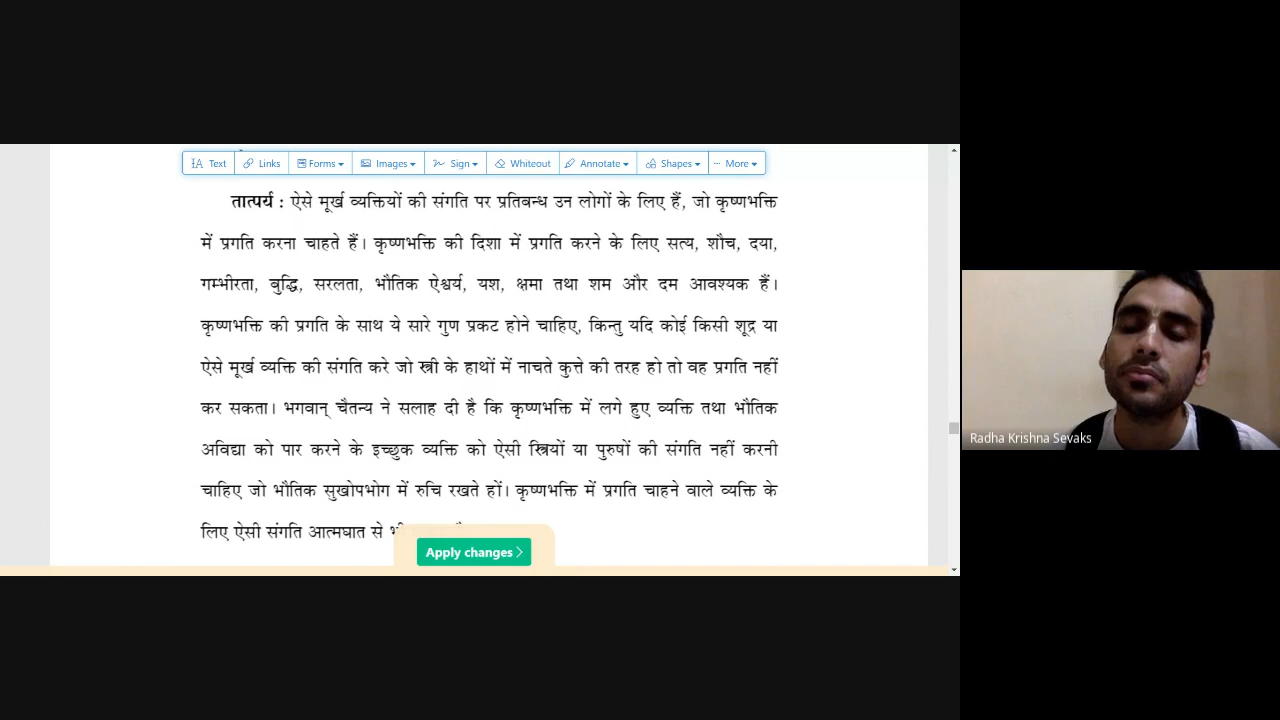 Text Links Forms Images Sign Whiteout Annotate Shapes More
तात्पर्य : ऐसे मूर्ख व्यक्तियों की संगति पर प्रतिबन्ध उन लोगों के लिए हैं, जो कृष्णभक्ति
में प्रगति करना चाहते हैं। कृष्णभक्ति की दिशा में प्रगति करने के लिए सत्य, शौच, दया,
गम्भीरता, बुद्धि, सरलता, भौतिक ऐश्वर्य, यश, क्षमा तथा शम और दम आवश्यक हैं।
कृष्णभक्ति की प्रगति के साथ ये सारे गुण प्रकट होने चाहिए, किन्तु यदि कोई किसी शूद्र या
ऐसे मूर्ख व्यक्ति की संगति करे जो स्त्री के हाथों में नाचते कुत्ते की तरह हो तो वह प्रगति नहीं
कर सकता। भगवान् चैतन्य ने सलाह दी है कि कृष्णभक्ति में लगे हुए व्यक्ति तथा भौतिक
अविद्या को पार करने के इच्छुक व्यक्ति को ऐसी स्त्रियों या पुरुषों की संगति नहीं करनी
चाहिए जो भौतिक सुखोपभोग में रुचि रखते हों। कृष्णभक्ति में प्रगति चाहने वाले व्यक्ति के
लिए ऐसी संगति आत्मघात से
Apply changes
Radha Krishna Sevaks